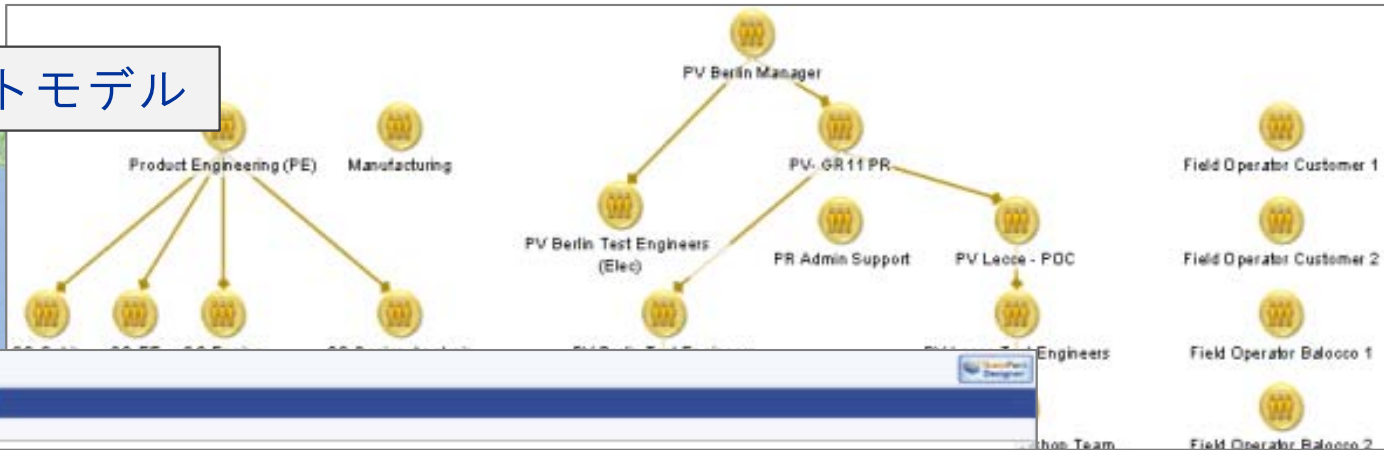 トモデル
PV Berlin Manager
Product Engineering (PE)
Manufacturing
PV- GR11 PR
Field Operator Customer 1
PV Berlin Test Engineers
(Elec)
PR Admin Support
PV Lecce - POC
Field Operator Customer 2
Engineers
Field Operator Balocco 1
Team
Field Operator Balocco 2